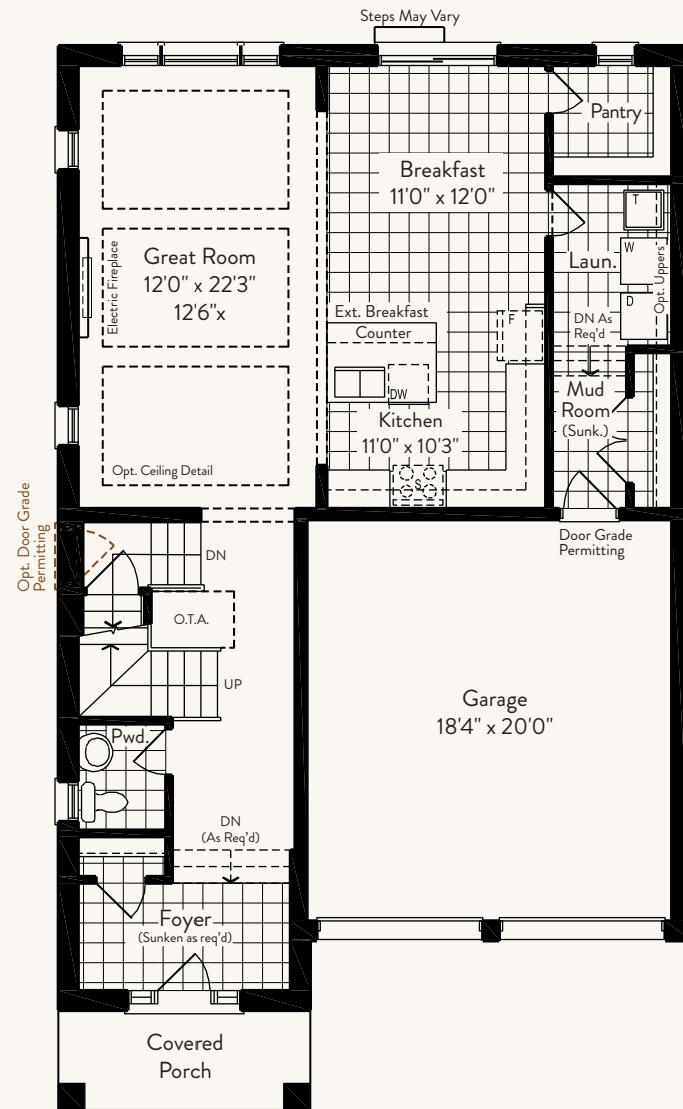 Steps May Vary
Pantry
Breakfast
11'0" x 12'0"
T
W
Laun.
Opt. Uppers
D
Great Room
12'0" x 22'3"
12'6"x
Electric Fireplace
Ext. Breakfast
Counter
F
DN As
Req'd
DW
Mud
Room
(Sunk.)
Kitchen
11'0" x 10'3"
S
Opt. Ceiling Detail
Opt. Door Grade
Permitting
Door Grade
Permitting
DN
O.T.A.
UP
Garage
18'4" x 20'0"
Pwd.
DN
(As Req'd)
Foyer
(Sunken as req'd)
Covered
Porch